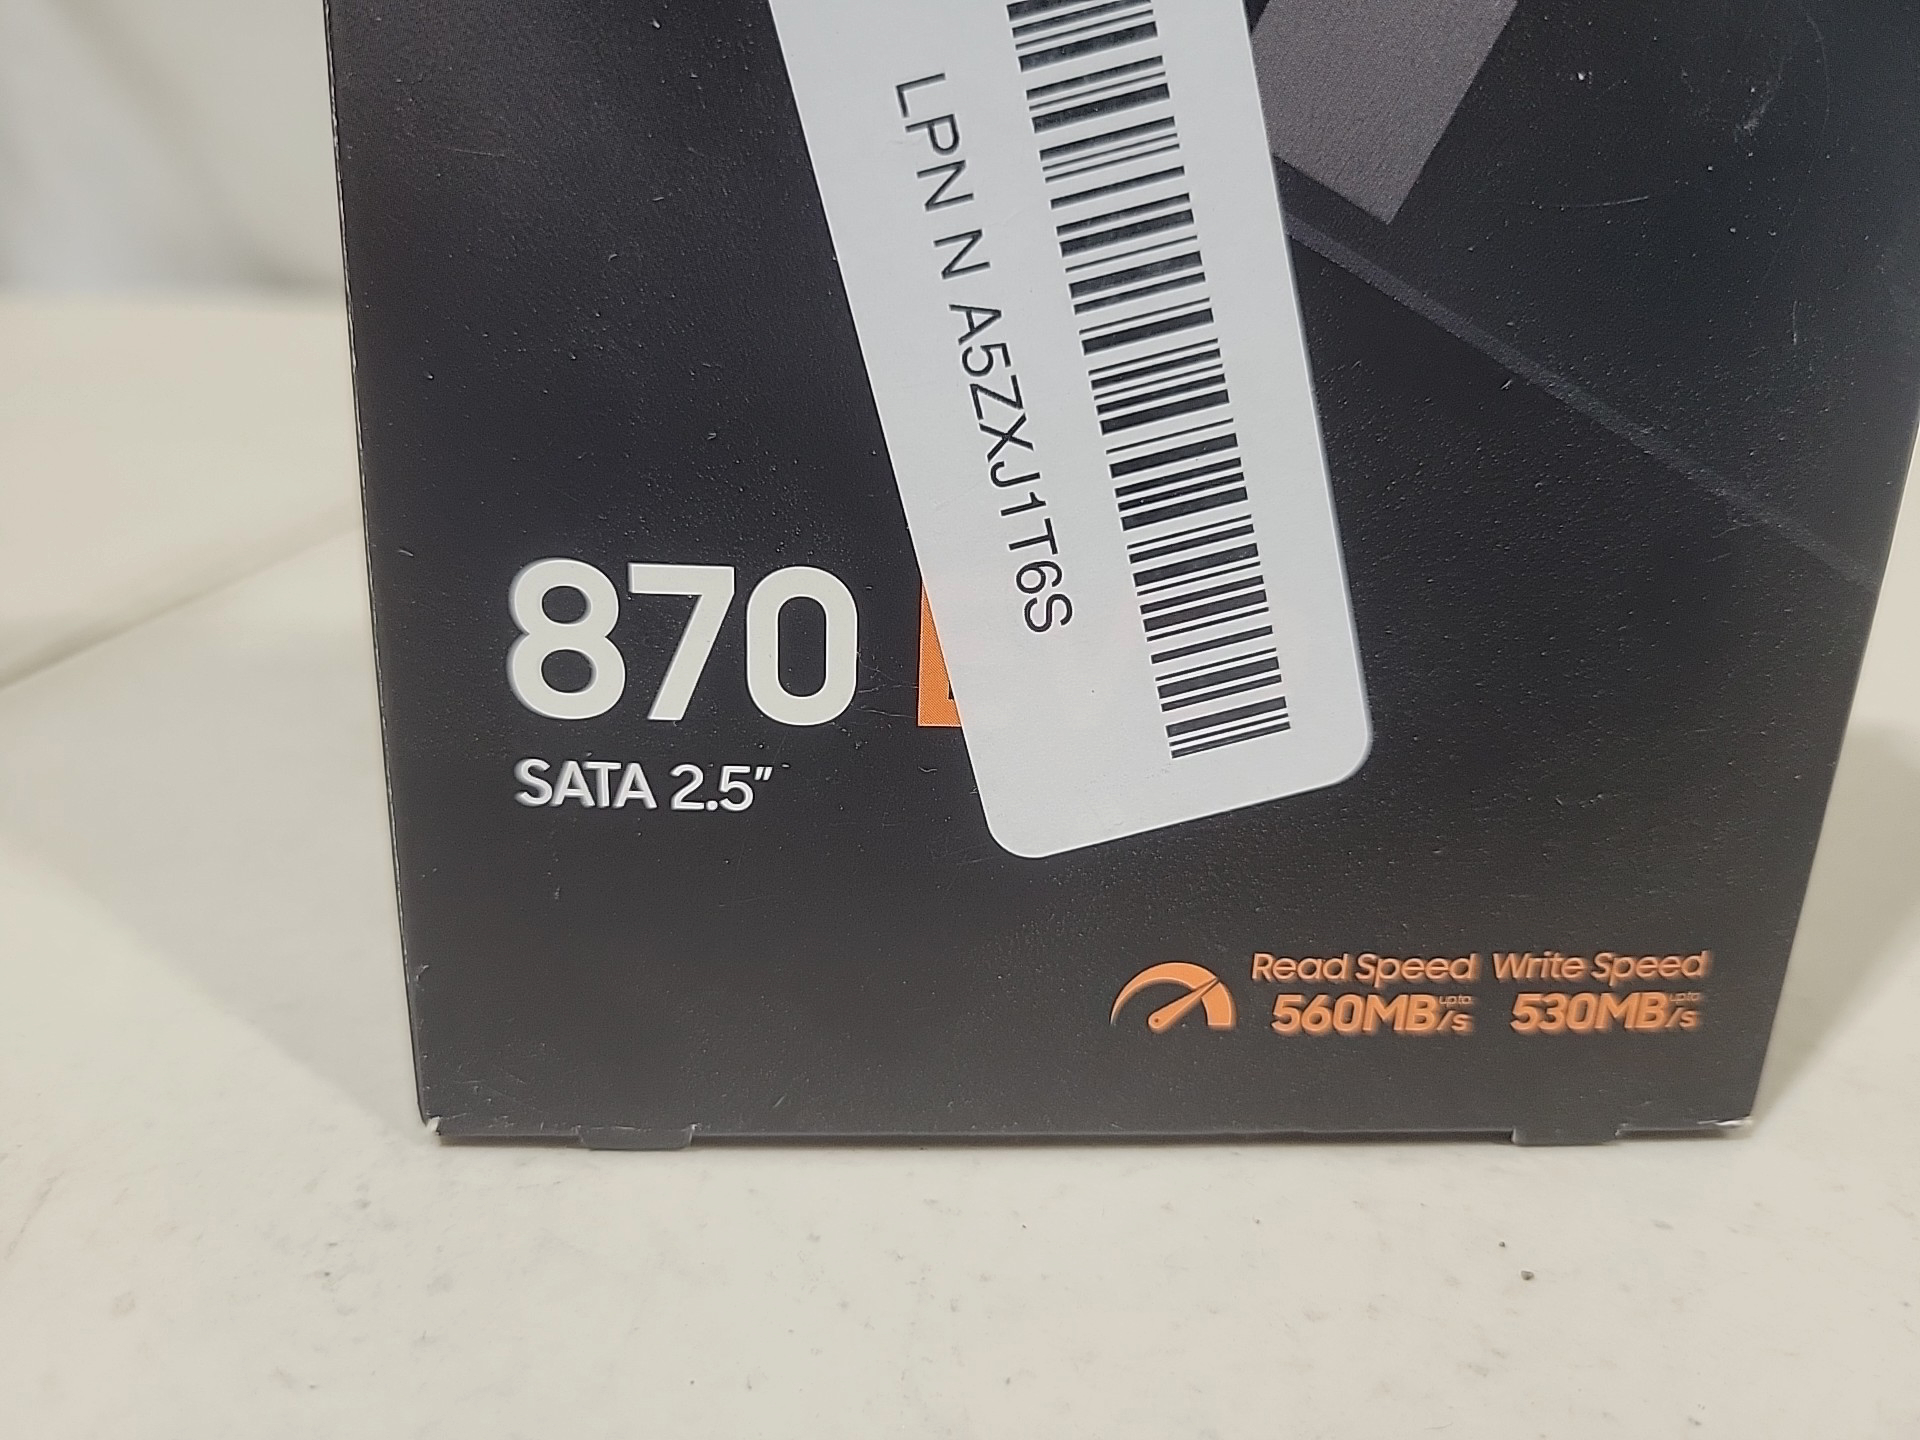 LPN N A5ZXJ1T6S
870
SATA 2.5"
Read Speed Write Speed
560MB/s up to 530MB/s up to